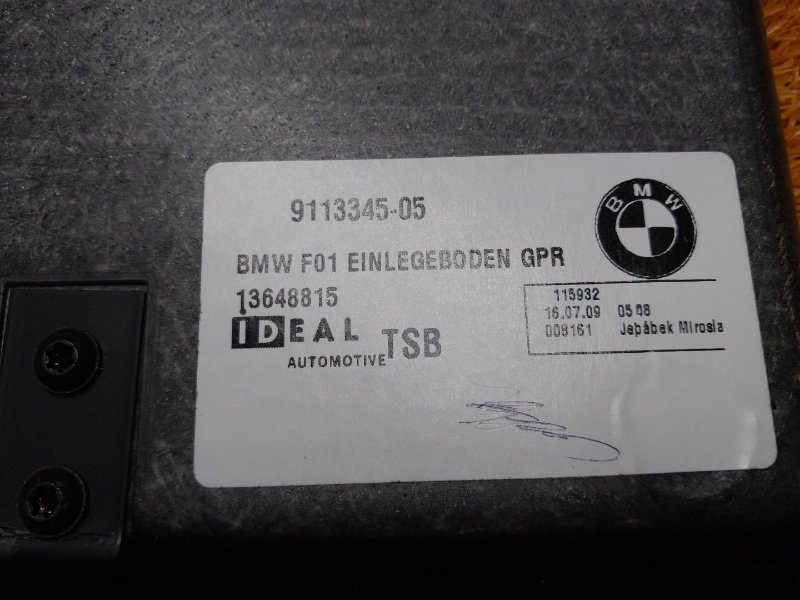 9113345-05
BMW
BMW F01 EINLEGEBODEN GPR
13648815
115932
16.07.09 05 08
009161 Jepábek Mirosla
IDEAL
AUTOMOTIVE TSB